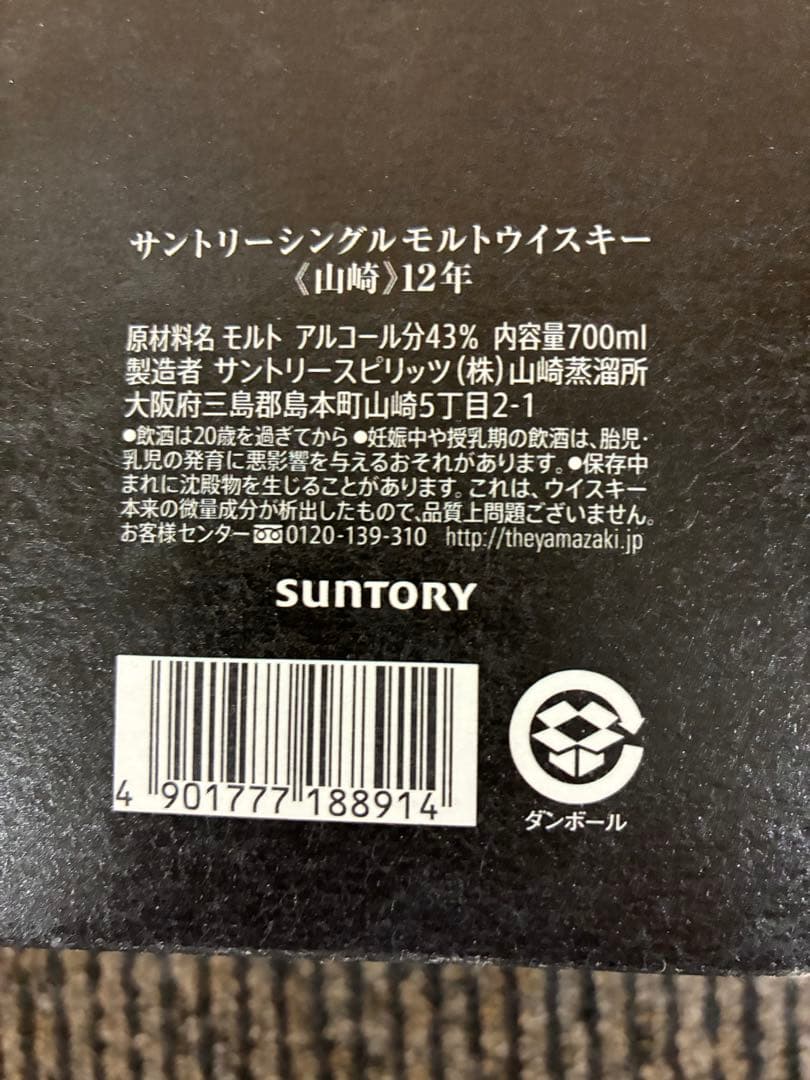 サントリーシングルモルトウイスキー
《山崎》12年
原材料名 モルト アルコール分43% 内容量700ml
製造者 サントリースピリッツ(株)山崎蒸溜所
大阪府三島郡島本町山崎5丁目2-1
●飲酒は20歳を過ぎてから ●妊娠中や授乳期の飲酒は、胎児・
乳児の発育に悪影響を与えるおそれがあります。●保存中
まれに沈殿物を生じることがあります。これは、ウイスキー
本来の微量成分が析出したもので、品質上問題ございません。
お客様センター 0120-139-310 http://theyamazaki.jp
SUNTORY
4 901777 188914
ダンボール